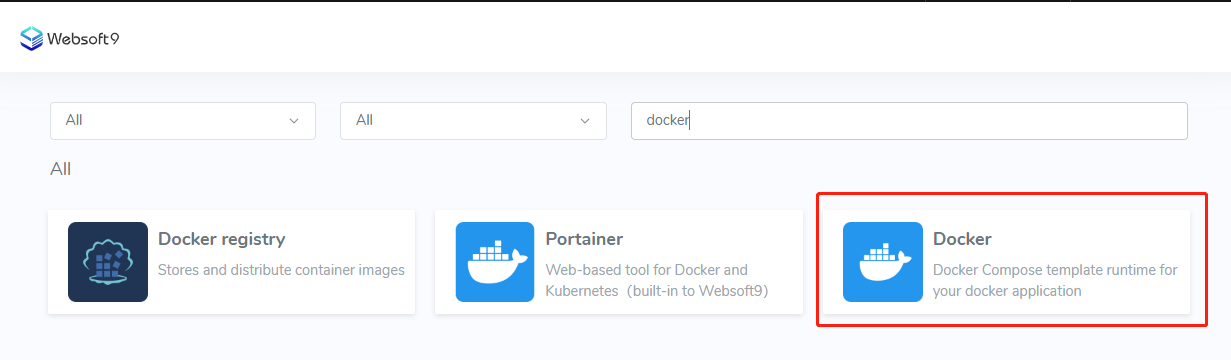 Websoft9
All
All
docker
All
Docker registry
Stores and distribute container images
Portainer
Web-based tool for Docker and
Kubernetes（built-in to Websoft9）
Docker
Docker Compose template runtime for
your docker application